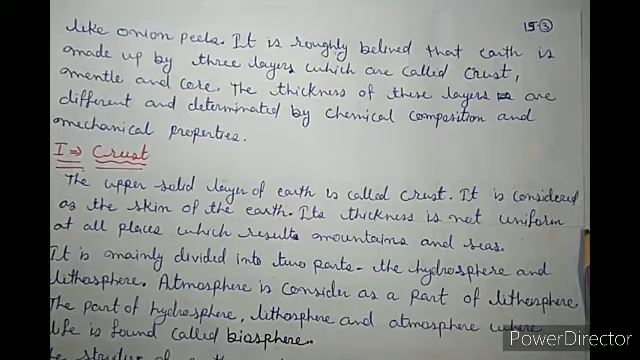 15-3
like onion peels. It is roughly belived that earth is
made up by three layers which are called crust,
mentle and core. The thickness of these layers are
different and determinated by chemical composition and
mechanical properties.
I ⇒ Crust
The upper solid layer of earth is called crust. It is considered
as the skin of the earth. Its thickness is not uniform
at all places which results mountains and seas.
It is mainly divided into two parts- the hydrosphere and
lithosphere. Atmosphere is consider as a part of lithosphere
The part of hydrosphere, lithosphere and atmosphere where
life is found called biosphere.
PowerDirector